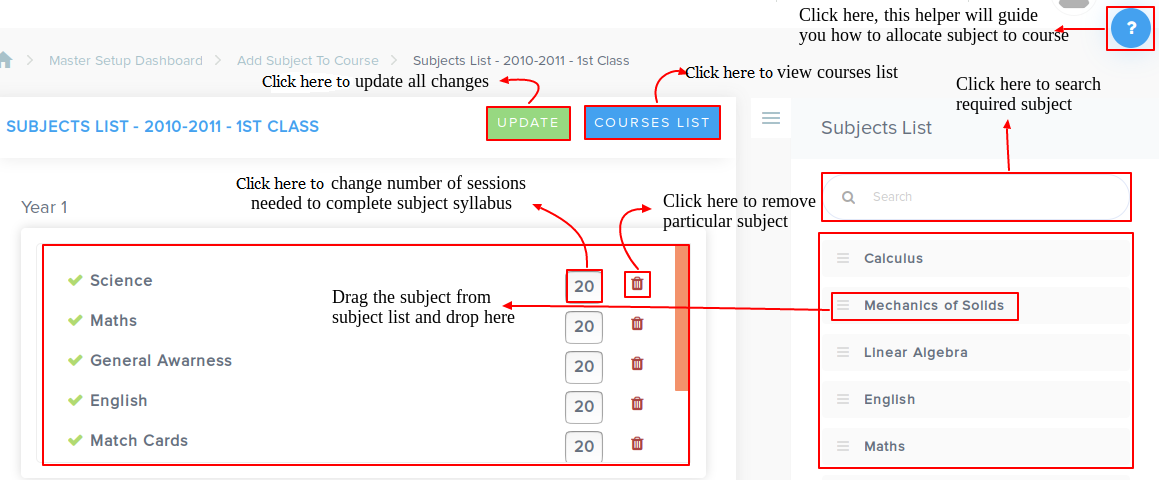 Click here, this helper will guide
you how to allocate subject to course
?
Master Setup Dashboard
Add Subject To Course
Subjects List - 2010-2011 - 1st Class
Click here to update all changes
Click here to view courses list
Click here to search
required subject
SUBJECTS LIST - 2010-2011 - 1ST CLASS
UPDATE
COURSES LIST
Subjects List
Click here to change number of sessions
needed to complete subject syllabus
Click here to remove
particular subject
Search
Year 1
Science
20
Maths
20
General Awarness
20
English
20
Match Cards
20
Drag the subject from
subject list and drop here
Calculus
Mechanics of Solids
Linear Algebra
English
Maths